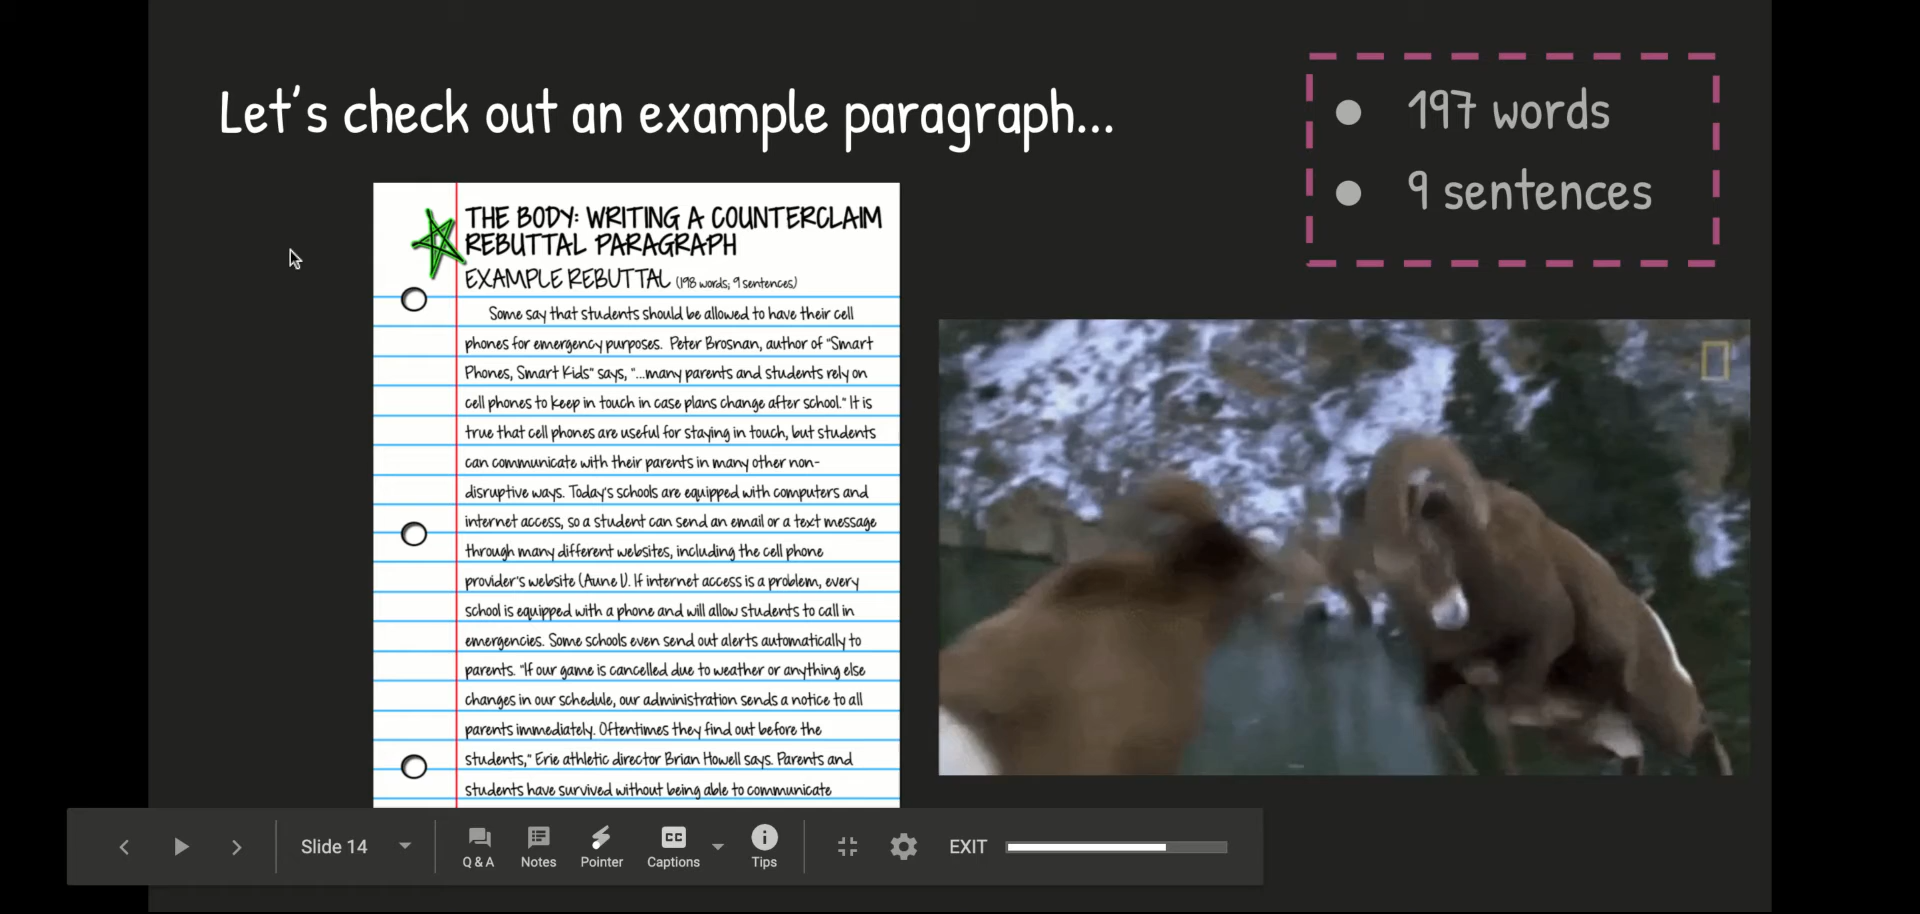 Let's check out an example paragraph...
197 words
9 sentences
THE BODY: WRITING A COUNTERCLAIM
REBUTTAL PARAGRAPH
EXAMPLE REBUTTAL (198 words; 9 sentences)
Some say that students should be allowed to have their cell
phones for emergency purposes. Peter Brosnan, author of "Smart
Phones, Smart Kids" says, "...many parents and students rely on
cell phones to keep in touch in case plans change after school." It is
true that cell phones are useful for staying in touch, but students
can communicate with their parents in many other non-
disruptive ways. Today's schools are equipped with computers and
internet access, so a student can send an email or a text message
through many different websites, including the cell phone
provider's website (Aune 1). If internet access is a problem, every
school is equipped with a phone and will allow students to call in
emergencies. Some schools even send out alerts automatically to
parents. "If our game is cancelled due to weather or anything else
changes in our schedule, our administration sends a notice to all
parents immediately. Oftentimes they find out before the
students," Erie athletic director Brian Howell says. Parents and
students have survived without being able to communicate
Slide 14
Q & A
Notes
Pointer
CC
Captions
Tips
EXIT